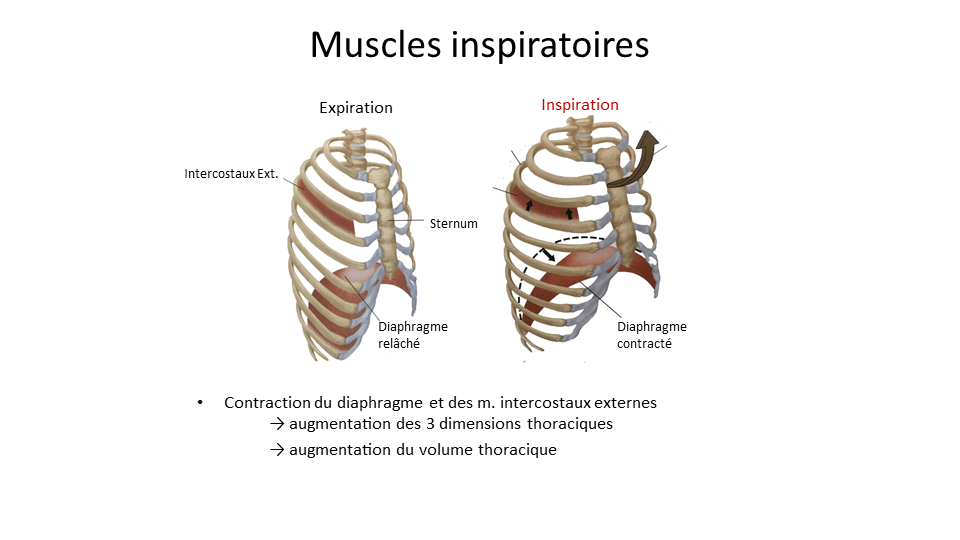 Muscles inspiratoires
Expiration
Inspiration
Intercostaux Ext.
Sternum
Diaphragme
relâché
Diaphragme
contracté
• Contraction du diaphragme et des m. intercostaux externes
→ augmentation des 3 dimensions thoraciques
→ augmentation du volume thoracique